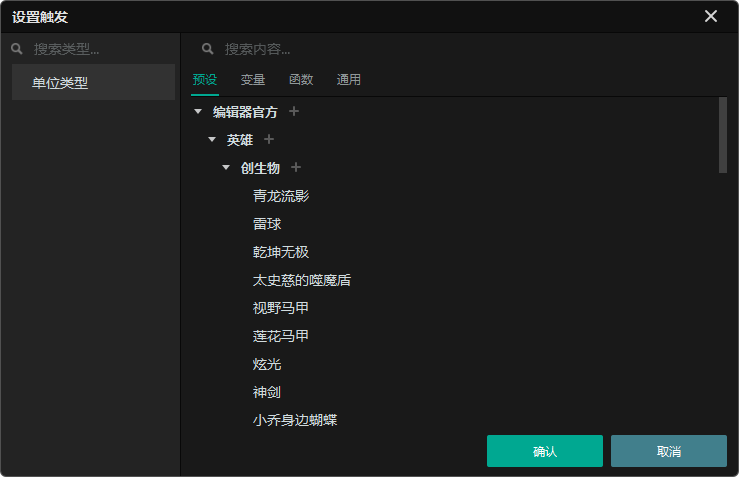 设置触发
搜索类型...
单位类型
搜索内容...
预设 变量 函数 通用
编辑器官方
英雄
创生物
青龙流影
雷球
乾坤无极
太史慈的噬魔盾
视野马甲
莲花马甲
炫光
神剑
小乔身边蝴蝶
确认 取消